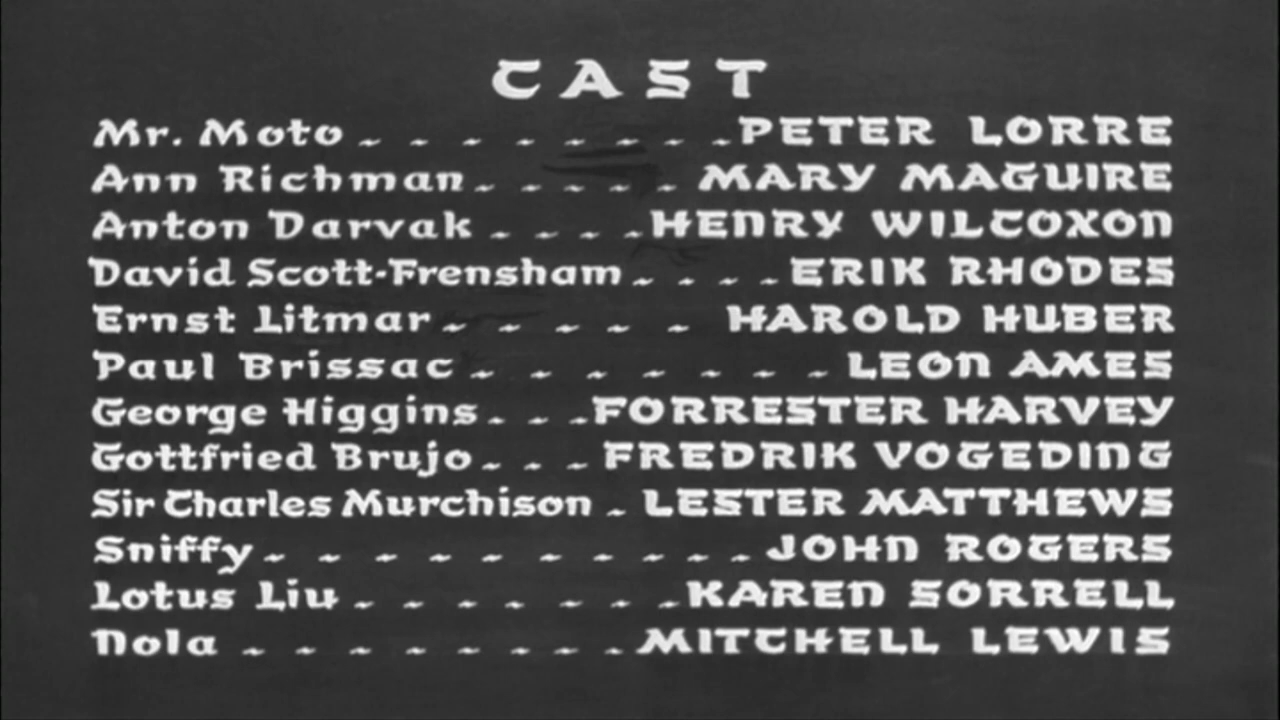 CAST
Mr. Moto - - - - - - - - PETER LORRE
Ann Richman - - - - - MARY MAGUIRE
Anton Darvak - - - - HENRY WILCOXON
David Scott-Frensham - - - - ERIK RHODES
Ernst Litmar - - - - - HAROLD HUBER
Paul Brissac - - - - - - - LEON AMES
George Higgins - - - FORRESTER HARVEY
Gottfried Brujo - - - FREDRIK VOGEDING
Sir Charles Murchison - LESTER MATTHEWS
Sniffy - - - - - - - - - - - JOHN ROGERS
Lotus Liu - - - - - - - KAREN SORRELL
Nola - - - - - - - - MITCHELL LEWIS